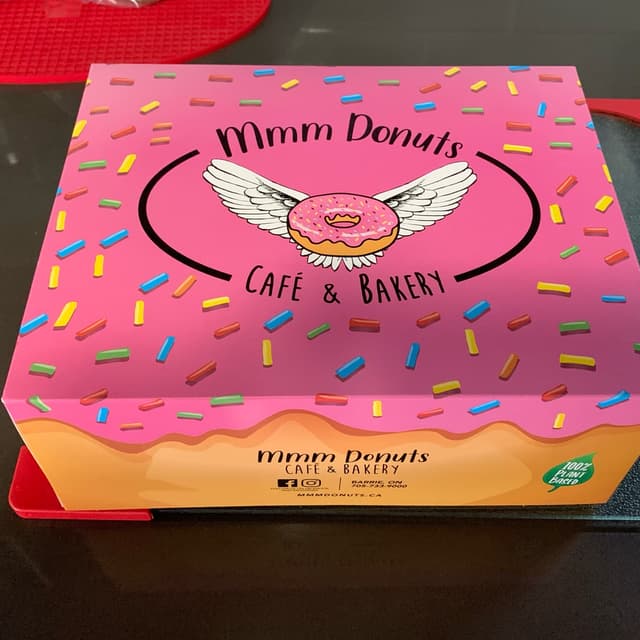 Mmm Donuts
CAFÉ & BAKERY
Mmm Donuts
CAFÉ & BAKERY
BARRIE, ON
705-733-9000
MMMDONUTS.CA
100%
PLANT
BASED